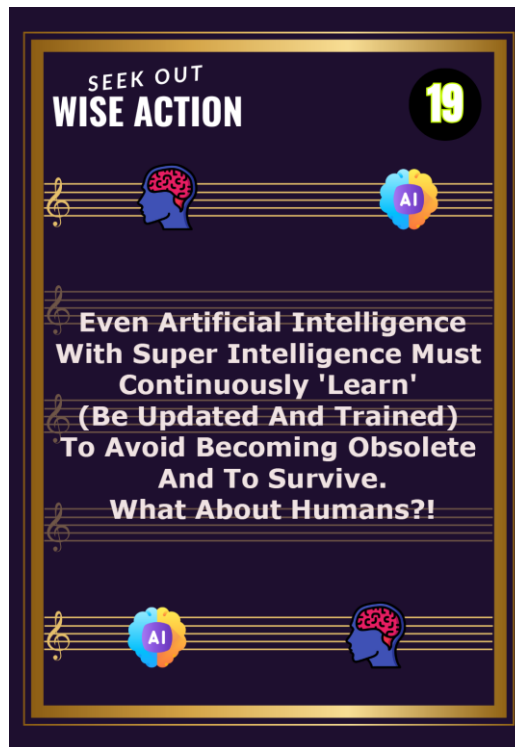 SEEK OUT
WISE ACTION
19
AI
Even Artificial Intelligence
With Super Intelligence Must
Continuously 'Learn'
(Be Updated And Trained)
To Avoid Becoming Obsolete
And To Survive.
What About Humans?!
AI